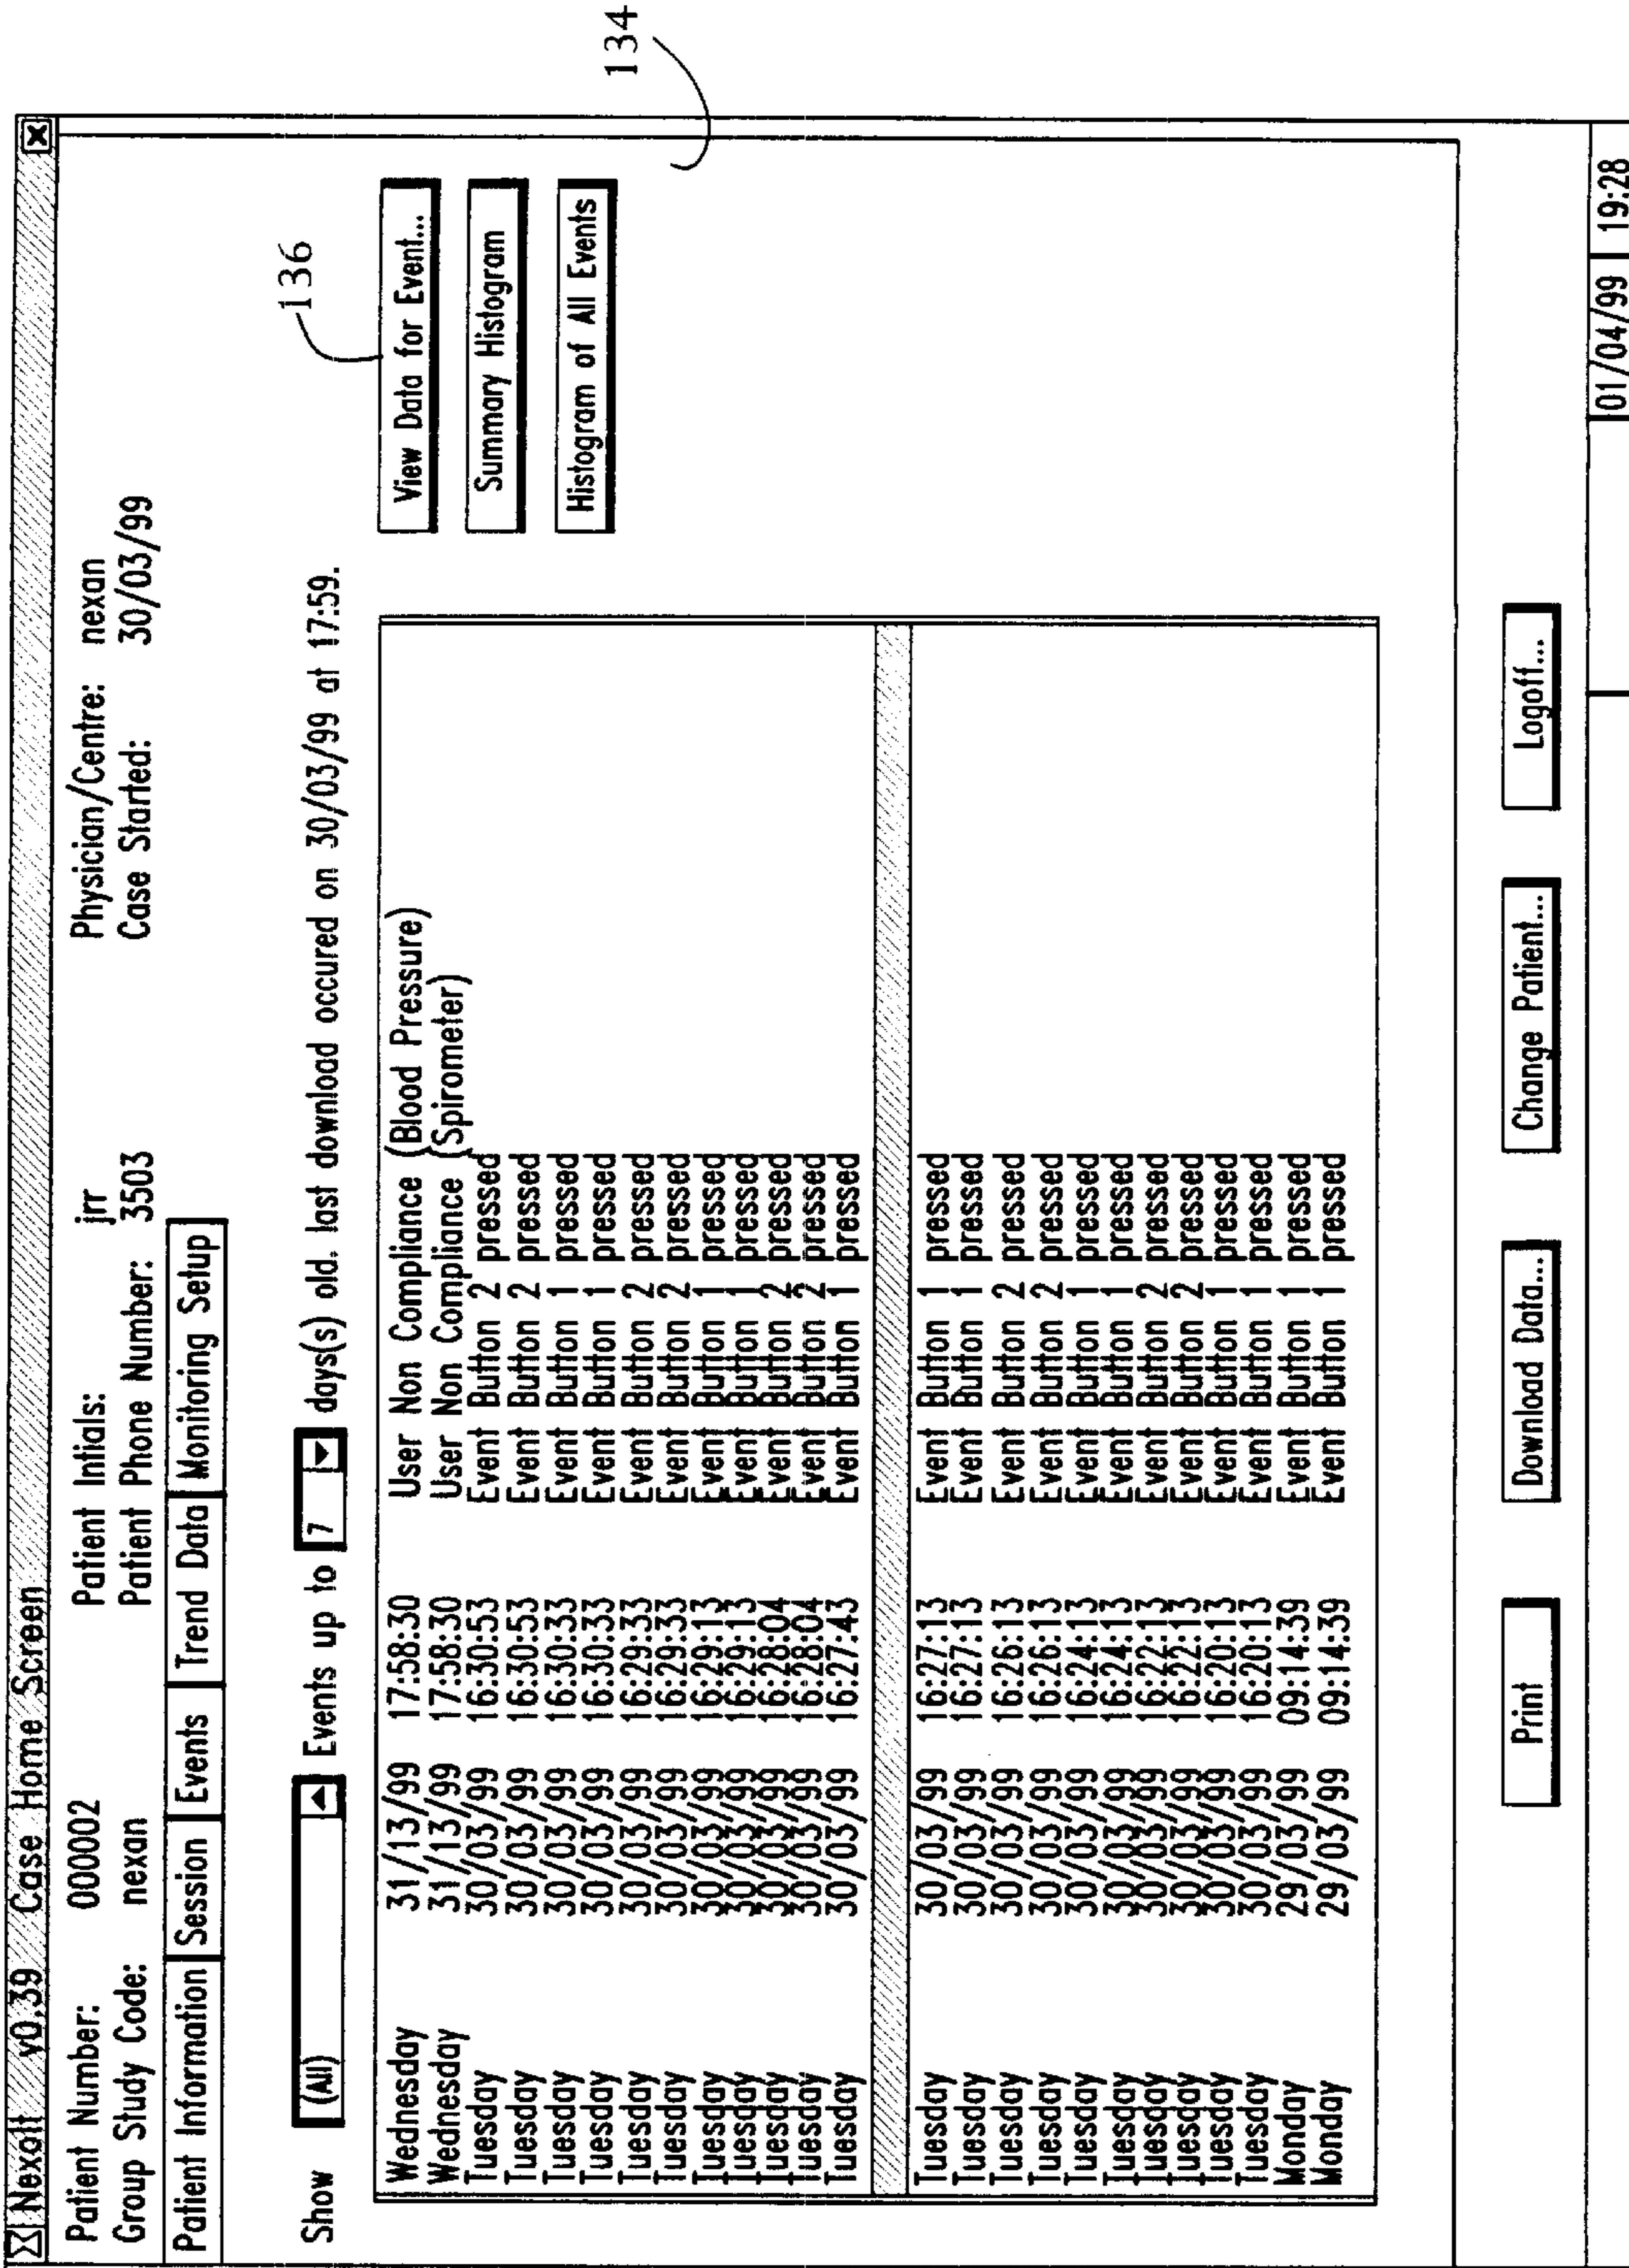 Nexalt v0.39 Case Home Screen
Patient Number: 000002 Patient Intials: jrr Physician/Centre: nexan
Group Study Code: nexan Patient Phone Number: 3503 Case Started: 30/03/99
Patient Information Session Events Trend Data Monitoring Setup
Show (All) Events up to 7 days(s) old. last download occured on 30/03/99 at 17:59.
136
Wednesday 31/13/99 17:58:30 User Non Compliance (Blood Pressure)
Wednesday 31/13/99 17:58:30 User Non Compliance (Spirometer)
Tuesday 30/03/99 16:30:53 Event Button 2 pressed
Tuesday 30/03/99 16:30:53 Event Button 2 pressed
Tuesday 30/03/99 16:30:33 Event Button 1 pressed
Tuesday 30/03/99 16:30:33 Event Button 1 pressed
Tuesday 30/03/99 16:29:33 Event Button 2 pressed
Tuesday 30/03/99 16:29:33 Event Button 2 pressed
Tuesday 30/03/99 16:29:13 Event Button 1 pressed
Tuesday 30/03/99 16:29:13 Event Button 1 pressed
Tuesday 30/03/99 16:28:04 Event Button 2 pressed
Tuesday 30/03/99 16:28:04 Event Button 2 pressed
Tuesday 30/03/99 16:27:43 Event Button 1 pressed
Tuesday 30/03/99 16:27:13 Event Button 1 pressed
Tuesday 30/03/99 16:27:13 Event Button 1 pressed
Tuesday 30/03/99 16:26:13 Event Button 2 pressed
Tuesday 30/03/99 16:26:13 Event Button 2 pressed
Tuesday 30/03/99 16:24:13 Event Button 1 pressed
Tuesday 30/03/99 16:24:13 Event Button 1 pressed
Tuesday 30/03/99 16:22:13 Event Button 2 pressed
Tuesday 30/03/99 16:22:13 Event Button 2 pressed
Tuesday 30/03/99 16:20:13 Event Button 1 pressed
Tuesday 30/03/99 16:20:13 Event Button 1 pressed
Monday 29/03/99 09:14:39 Event Button 1 pressed
Monday 29/03/99 09:14:39 Event Button 1 pressed
View Data for Event...
Summary Histogram
Histogram of All Events
134
Print Download Data... Change Patient... Logoff...
01/04/99 19:28